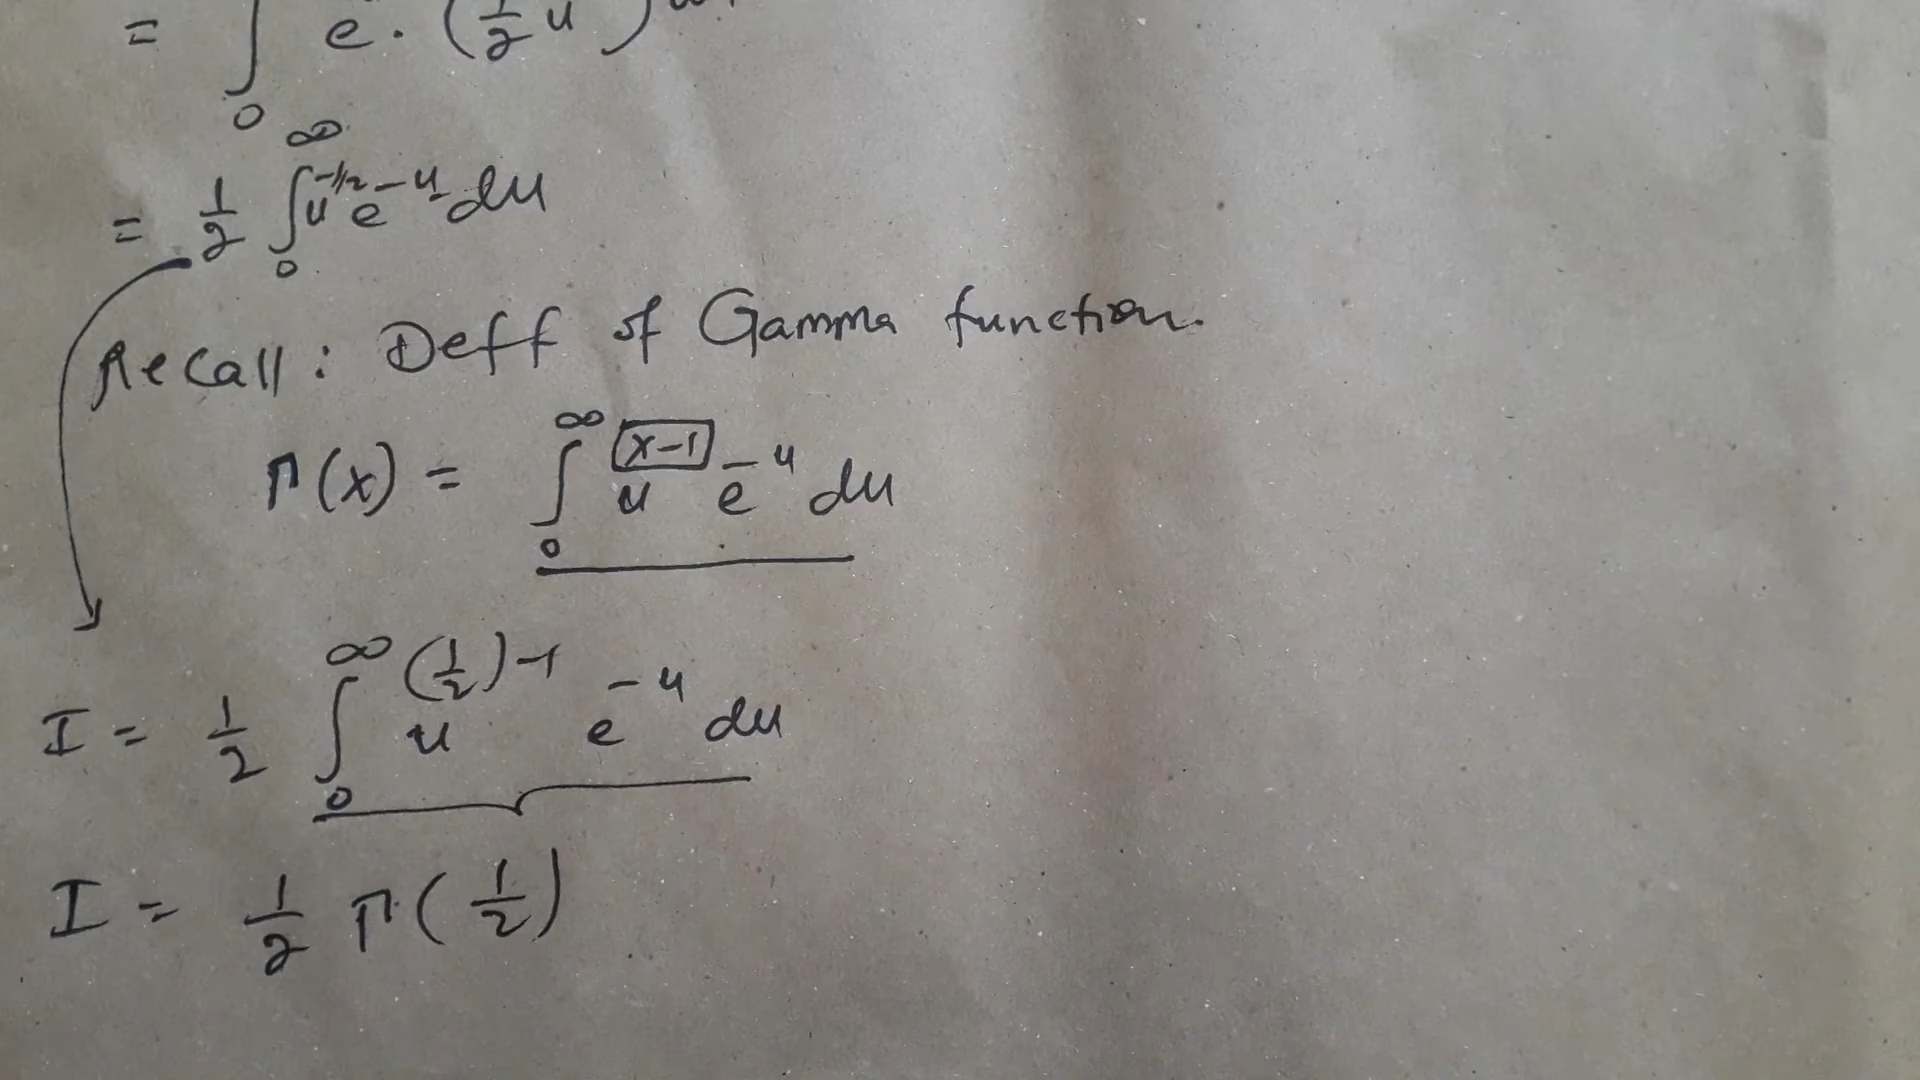 = ∫₀ e. (1/2 u )
= 1/2 ∫₀^∞ u^(-1/2) e^(-u) du
Recall: Deff of Gamma function.
Γ(x) = ∫₀^∞ u^(x-1) e^(-u) du
I = 1/2 ∫₀^∞ u^((1/2)-1) e^(-u) du
I = 1/2 Γ(1/2)